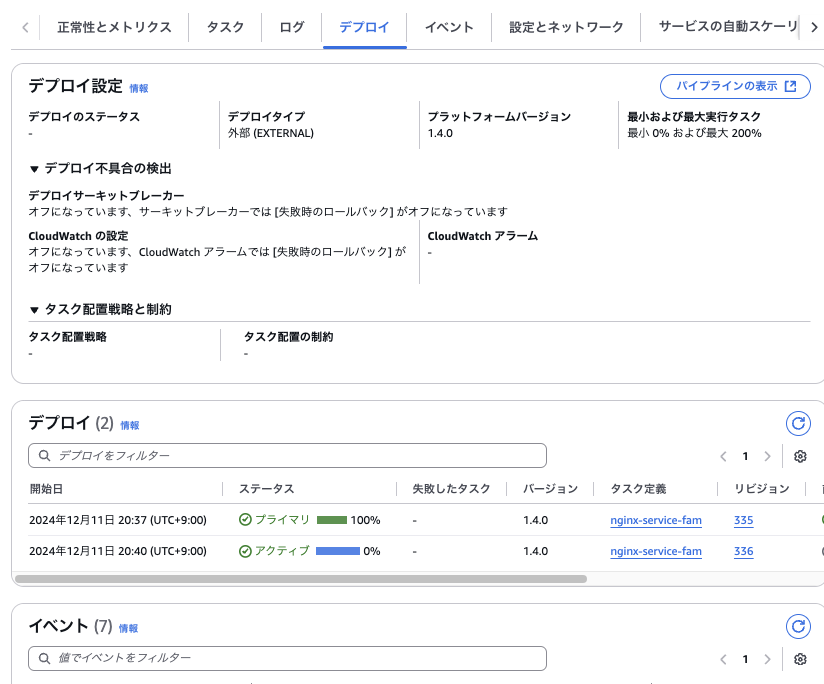 正常性とメトリクス タスク ログ デプロイ イベント 設定とネットワーク サービスの自動スケーリ
デプロイ設定 情報 パイプラインの表示
デプロイのステータス デプロイタイプ プラットフォームバージョン 最小および最大実行タスク
- 外部 (EXTERNAL) 1.4.0 最小 0% および最大 200%
▼ デプロイ不具合の検出
デプロイサーキットブレーカー
オフになっています、サーキットブレーカーでは [失敗時のロールバック] がオフになっています
CloudWatch の設定 CloudWatch アラーム
オフになっています、CloudWatch アラームでは [失敗時のロールバック] が -
オフになっています
▼ タスク配置戦略と制約
タスク配置戦略 タスク配置の制約
- -
デプロイ (2) 情報
デプロイをフィルター 1
開始日 ステータス 失敗したタスク バージョン タスク定義 リビジョン
2024年12月11日 20:37 (UTC+9:00) プライマリ 100% - 1.4.0 nginx-service-fam 335
2024年12月11日 20:40 (UTC+9:00) アクティブ 0% - 1.4.0 nginx-service-fam 336
イベント (7) 情報
値でイベントをフィルター 1